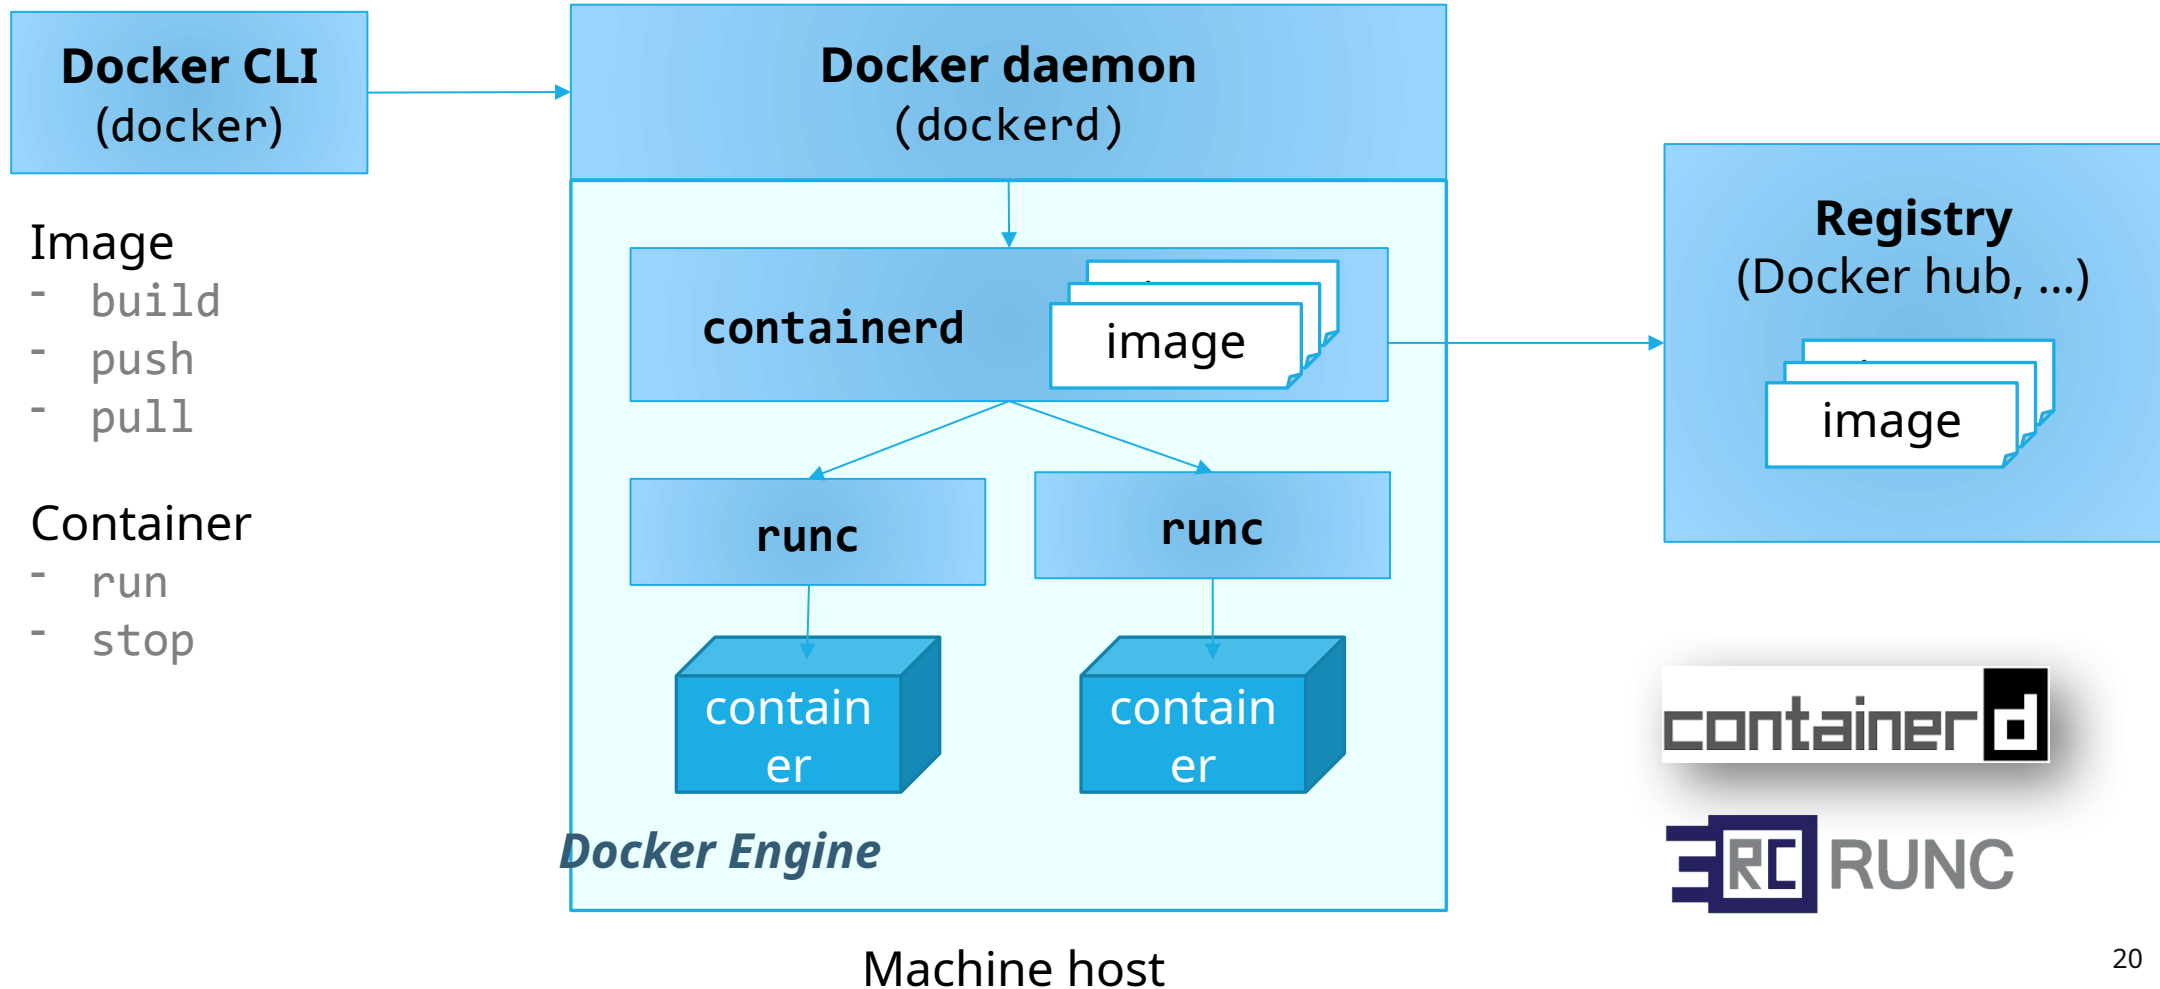 Docker CLI
(docker)
Image
- build
- push
- pull
Container
- run
- stop
Docker daemon
(dockerd)
containerd
image
runc
runc
contain
er
contain
er
Docker Engine
Machine host
Registry
(Docker hub, ...)
image
containerd
RC RUNC
20